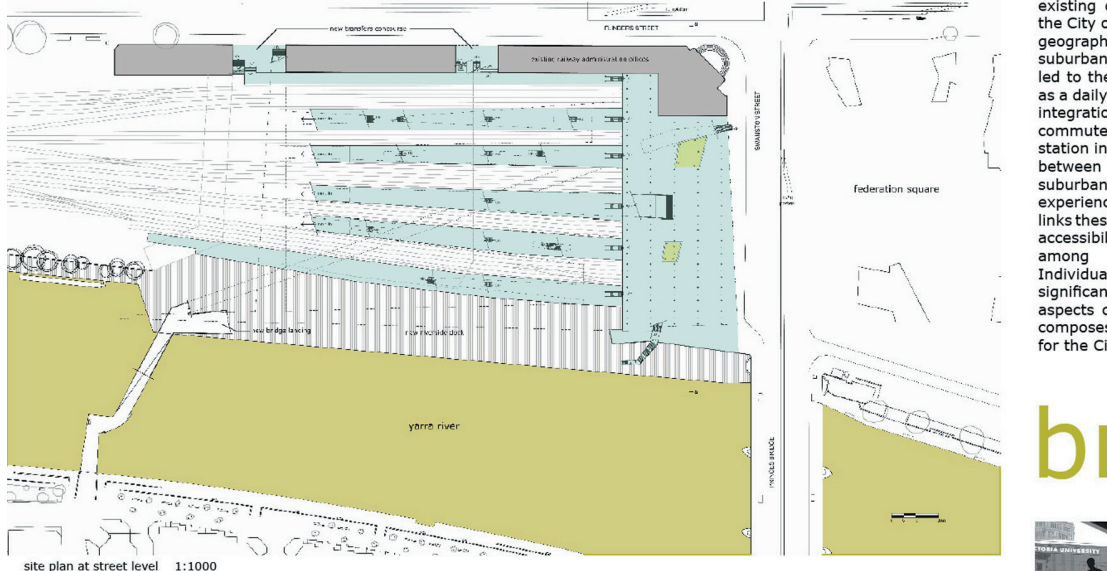 new transfers concourse
FLINDERS STREET
existing railway administration offices
SWANSTON STREET
federation square
new bridge landing
new riverside dock
yarra river
PRINCES BRIDGE
site plan at street level 1:1000
existing
the City o
geograph
suburban
led to the
as a daily
integratio
commute
station in
between
suburban
experienc
links thes
accessibil
among
Individua
significan
aspects o
composes
for the Ci
br
TORIA UNIVERSITY